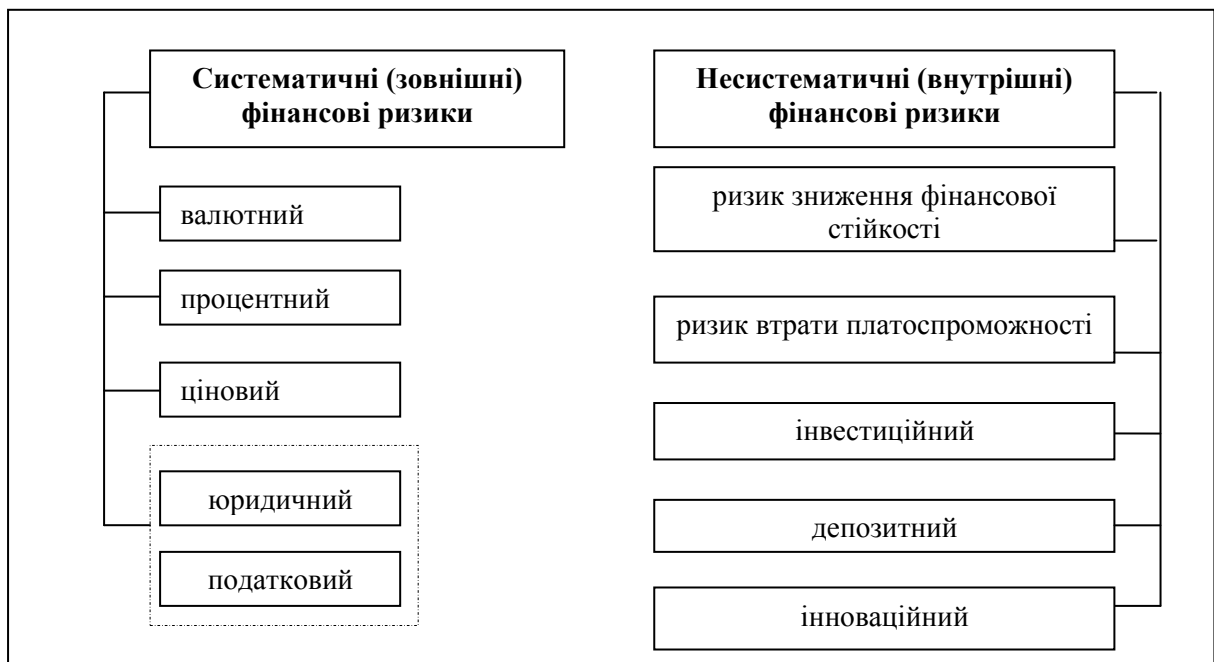 Систематичні (зовнішні)
фінансові ризики
валютний
процентний
ціновий
юридичний
податковий
Несистематичні (внутрішні)
фінансові ризики
ризик зниження фінансової
стійкості
ризик втрати платоспроможності
інвестиційний
депозитний
інноваційний